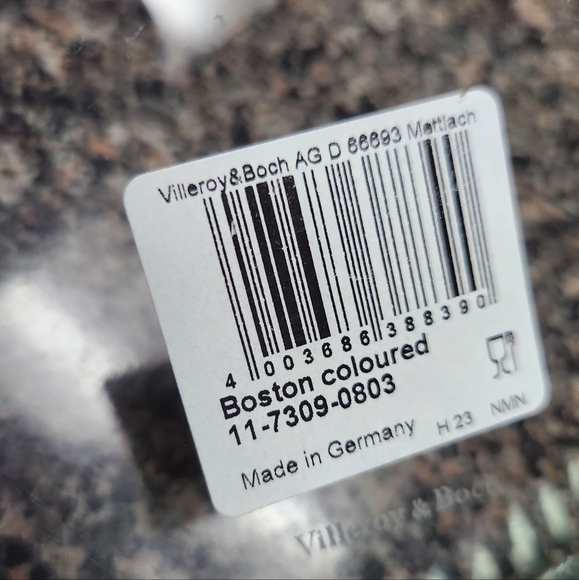 Villeroy&Boch AG D 66693 Mettlach
4 003686 388390
Boston coloured
11-7309-0803
Made in Germany H 23 NMN
Villeroy & Boch